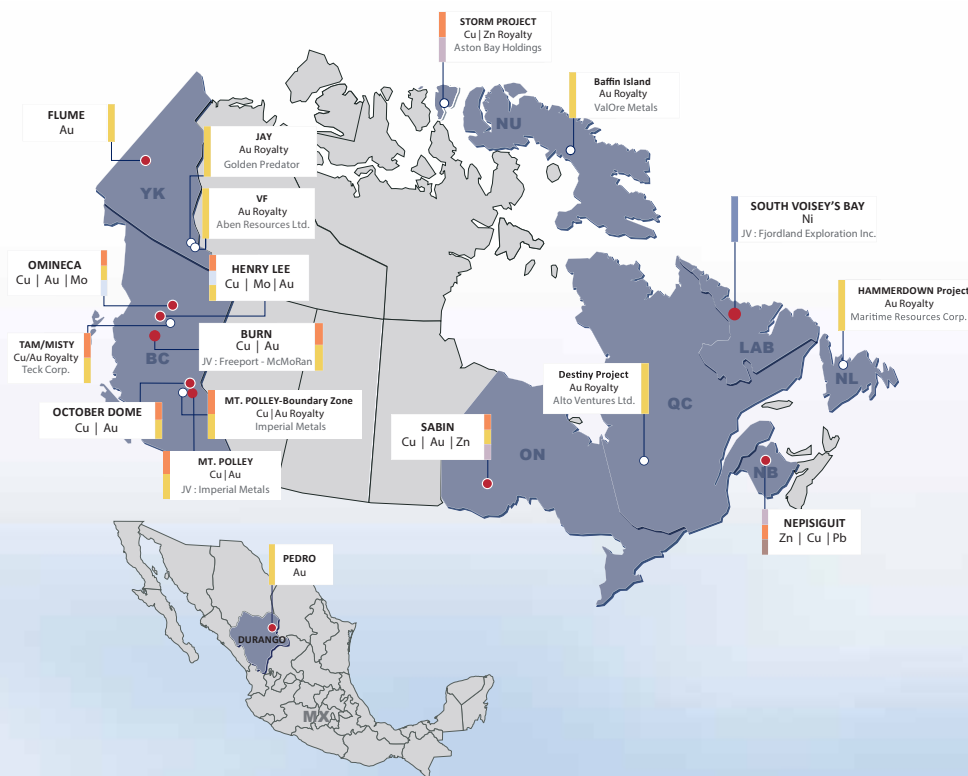 STORM PROJECT
Cu | Zn Royalty
Aston Bay Holdings
Baffin Island
Au Royalty
ValOre Metals
NU
FLUME
Au
YK
JAY
Au Royalty
Golden Predator
VF
Au Royalty
Aben Resources Ltd.
SOUTH VOISEY'S BAY
Ni
JV : Fjordland Exploration Inc.
OMINECA
Cu | Au | Mo
HENRY LEE
Cu | Mo | Au
HAMMERDOWN Project
Au Royalty
Maritime Resources Corp.
TAM/MISTY
Cu/Au Royalty
Teck Corp.
BC
BURN
Cu | Au
JV : Freeport - McMoRan
LAB
NL
Destiny Project
Au Royalty
Alto Ventures Ltd.
QC
OCTOBER DOME
Cu | Au
MT. POLLEY-Boundary Zone
Cu | Au Royalty
Imperial Metals
SABIN
Cu | Au | Zn
ON
MT. POLLEY
Cu | Au
JV : Imperial Metals
NB
NEPISIGUIT
Zn | Cu | Pb
PEDRO
Au
DURANGO
MX